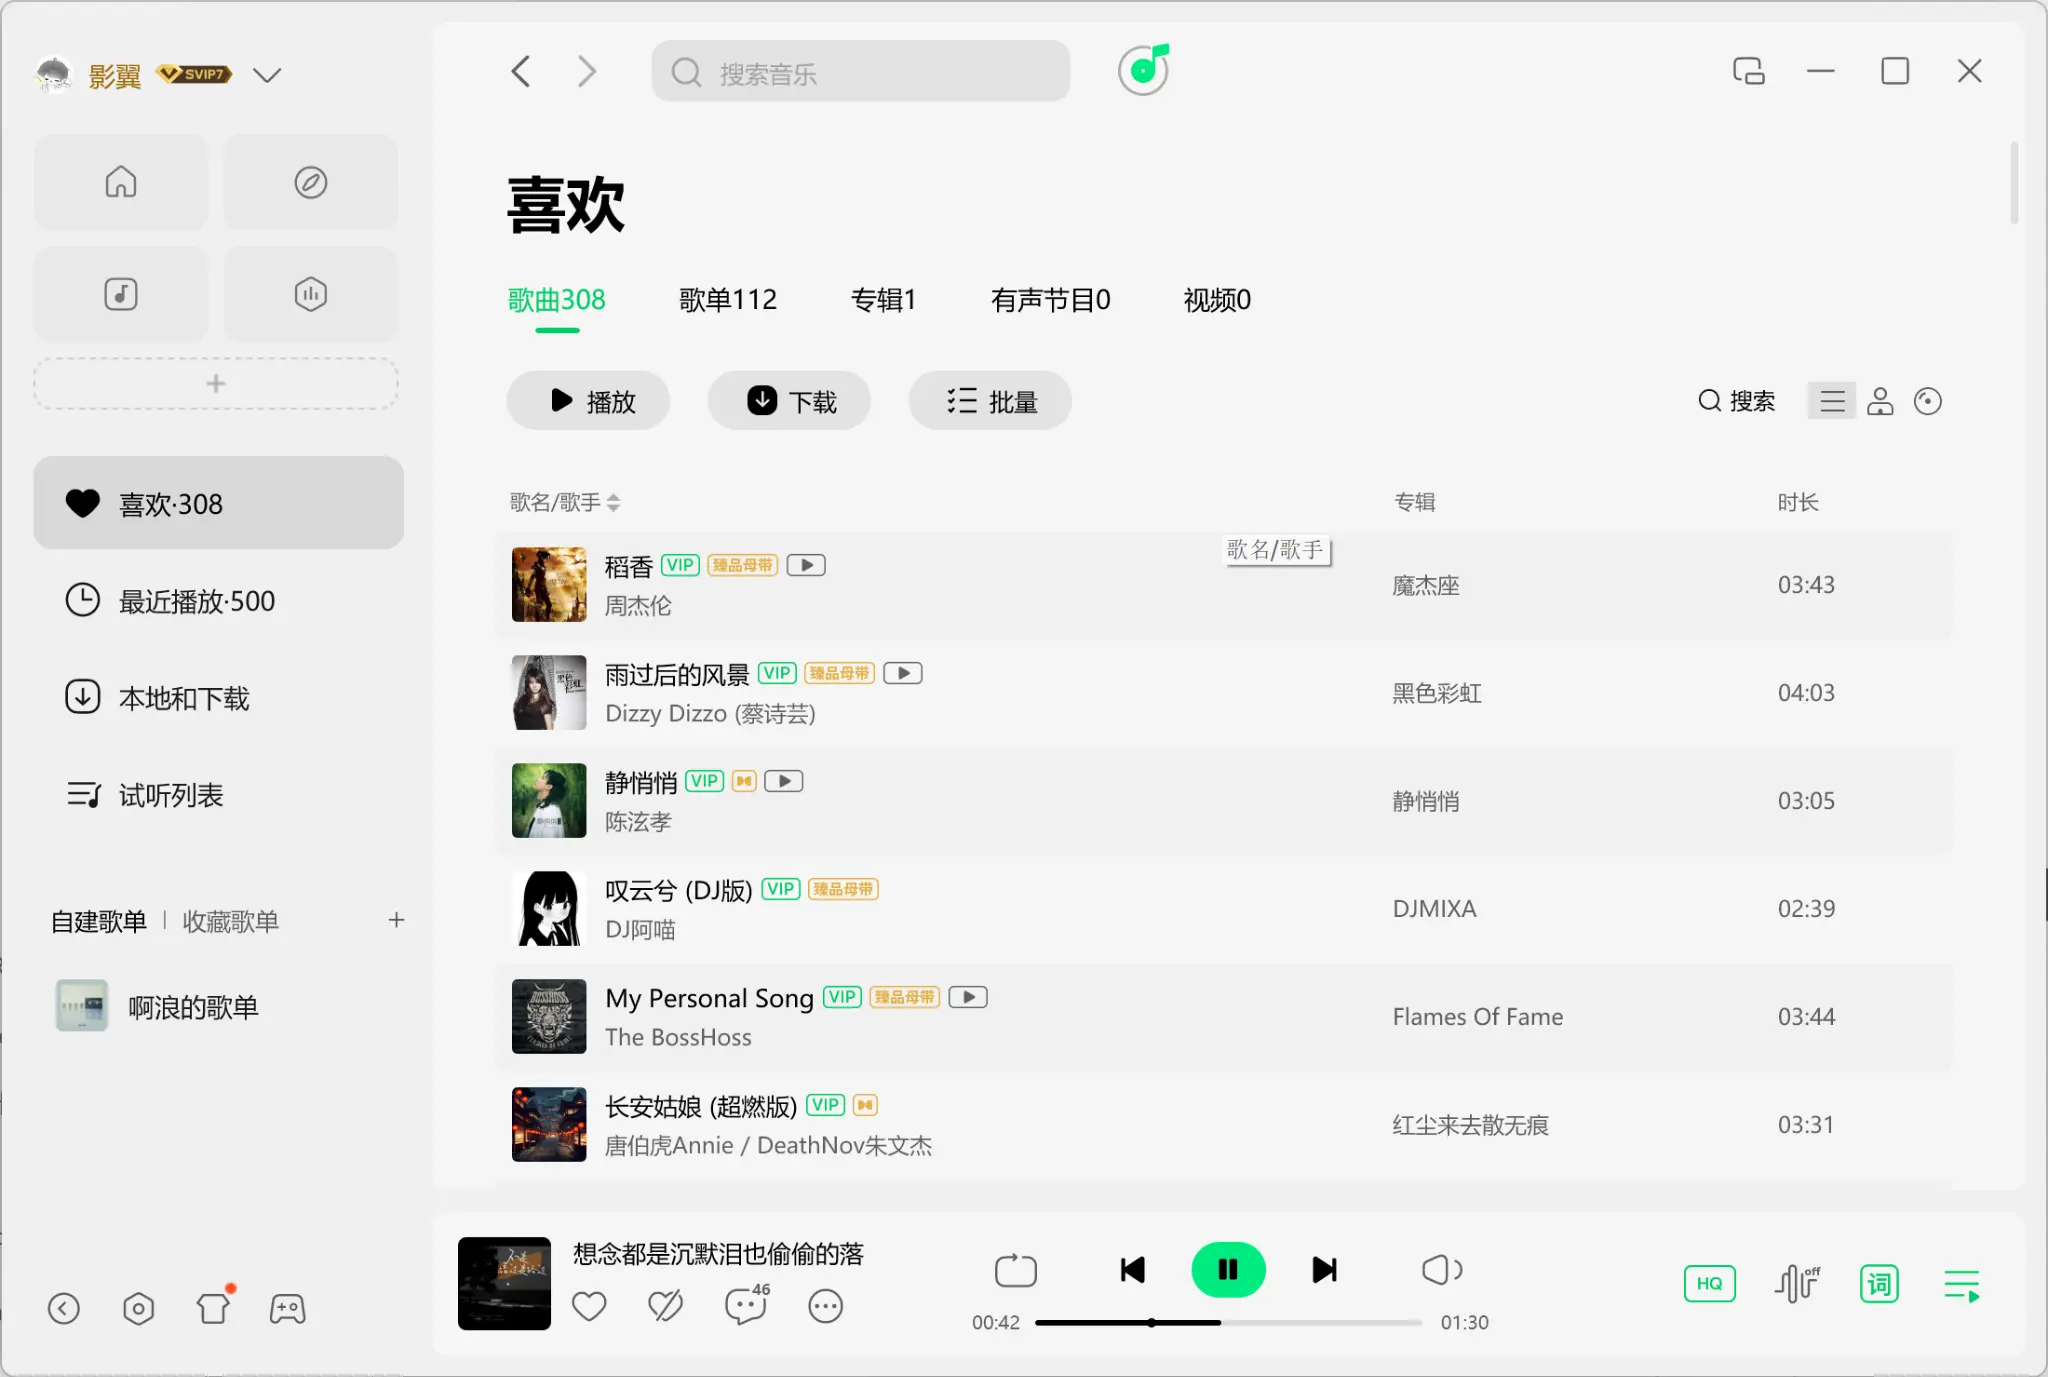 影翼 SVIP7
搜索音乐
喜欢
歌曲308 歌单112 专辑1 有声节目0 视频0
播放 下载 批量 搜索
喜欢·308
最近播放·500
本地和下载
试听列表
自建歌单 收藏歌单
啊浪的歌单
歌名/歌手 专辑 时长
歌名/歌手
稻香 VIP 臻品母带
周杰伦
魔杰座 03:43
雨过后的风景 VIP 臻品母带
Dizzy Dizzo (蔡诗芸)
黑色彩虹 04:03
静悄悄 VIP
陈泫孝
静悄悄 03:05
叹云兮 (DJ版) VIP 臻品母带
DJ阿喵
DJMIXA 02:39
My Personal Song VIP 臻品母带
The BossHoss
Flames Of Fame 03:44
长安姑娘 (超燃版) VIP
唐伯虎Annie / DeathNov朱文杰
红尘来去散无痕 03:31
想念都是沉默泪也偷偷的落
46
00:42 01:30
HQ off 词